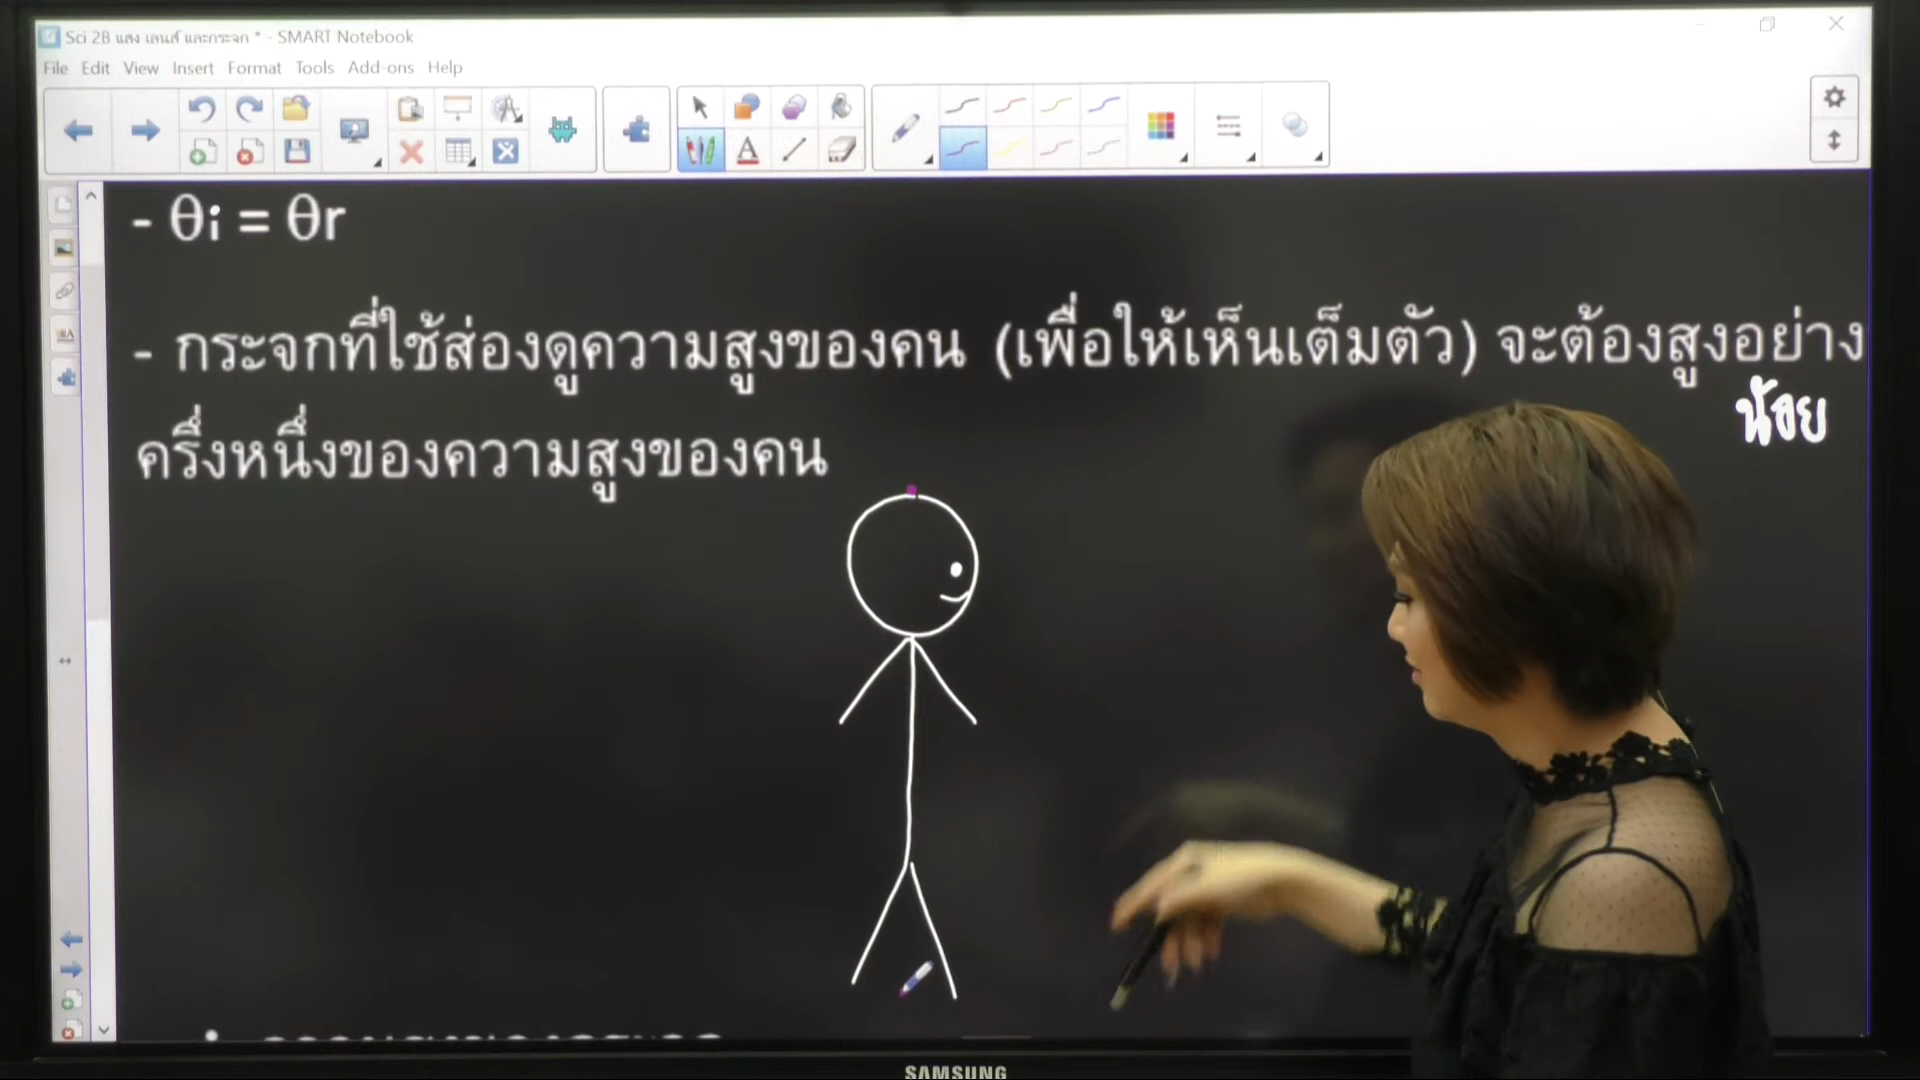 Sci 2B แสง เลนส์ และกระจก * - SMART Notebook
File Edit View Insert Format Tools Add-ons Help
- θi = θr
- กระจกที่ใช้ส่องดูความสูงของคน (เพื่อให้เห็นเต็มตัว) จะต้องสูงอย่าง
น้อย
ครึ่งหนึ่งของความสูงของคน
SAMSUNG